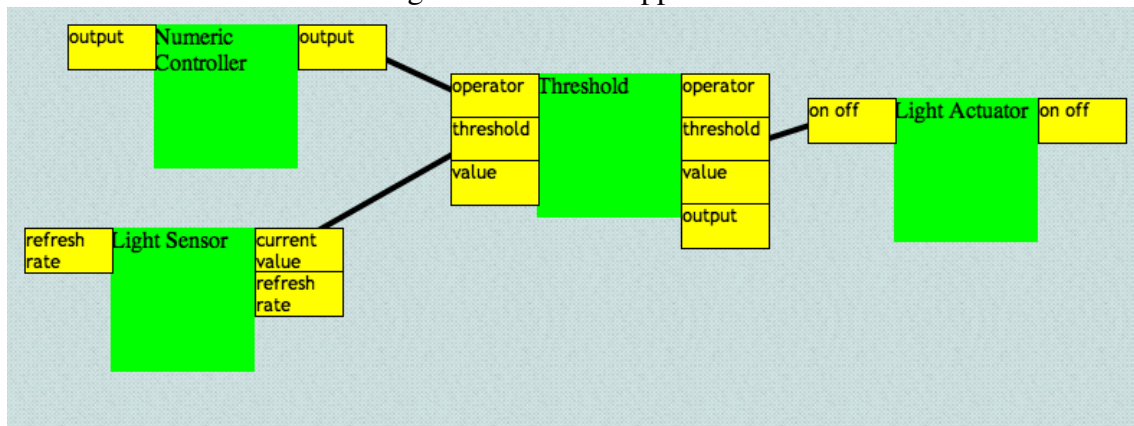 output
Numeric
Controller
output
operator
threshold
value
Threshold
operator
threshold
value
output
on off
Light Actuator
on off
refresh
rate
Light Sensor
current
value
refresh
rate